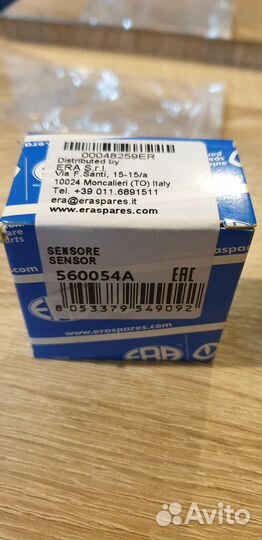 00048259ER
Distributed by
ERA S.r.l.
Via F. Santi, 15-15/a
10024 Moncalieri (TO) Italy
Tel. +39 011.6891511
era@eraspares.it
www.eraspares.com
SENSORE
SENSOR
560054A
EAC
8 053379 549092
www.eraspares.com
ERA
Avito